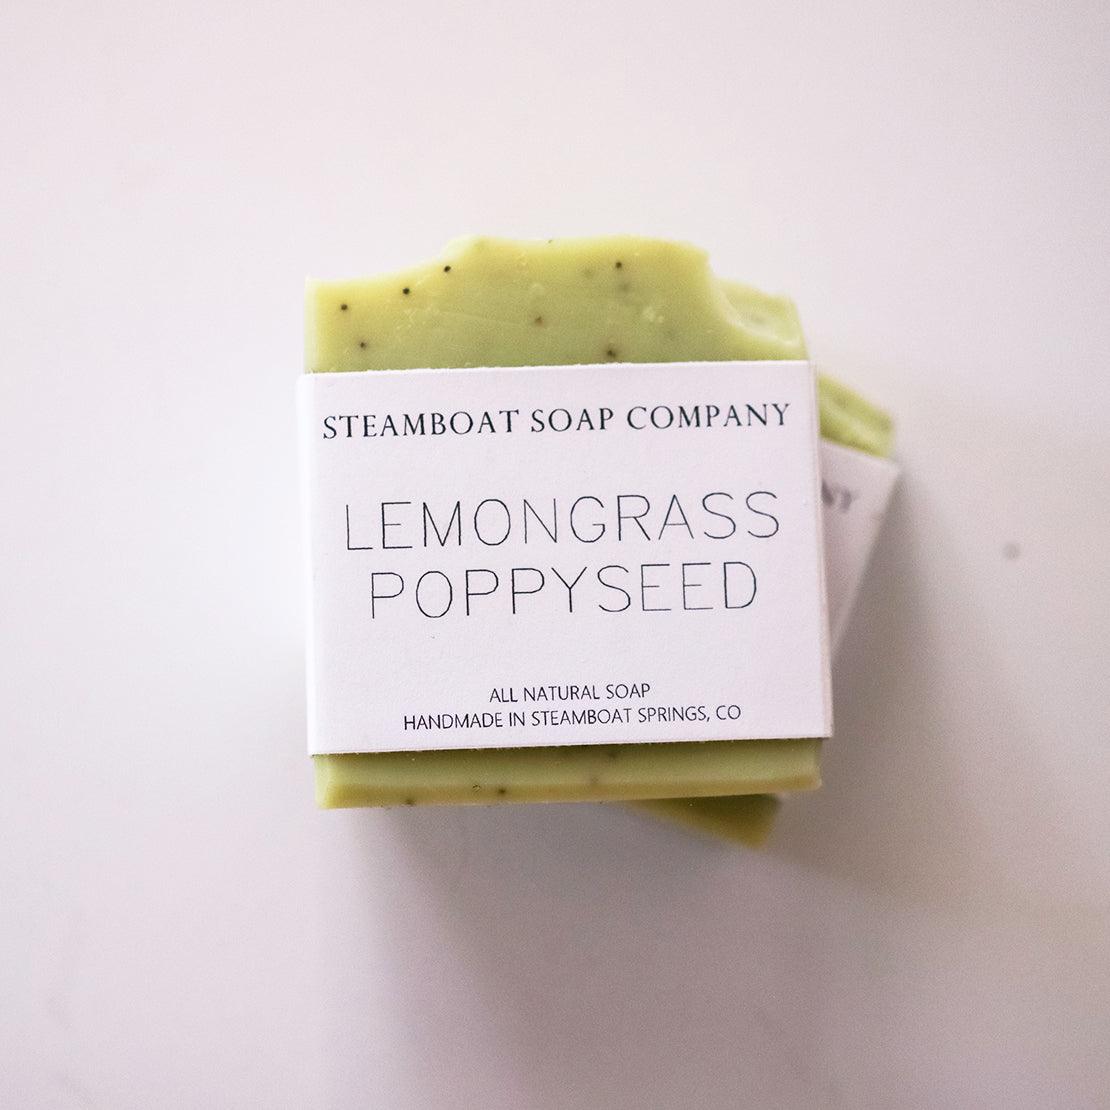 STEAMBOAT SOAP COMPANY
LEMONGRASS
POPPYSEED
ALL NATURAL SOAP
HANDMADE IN STEAMBOAT SPRINGS, CO